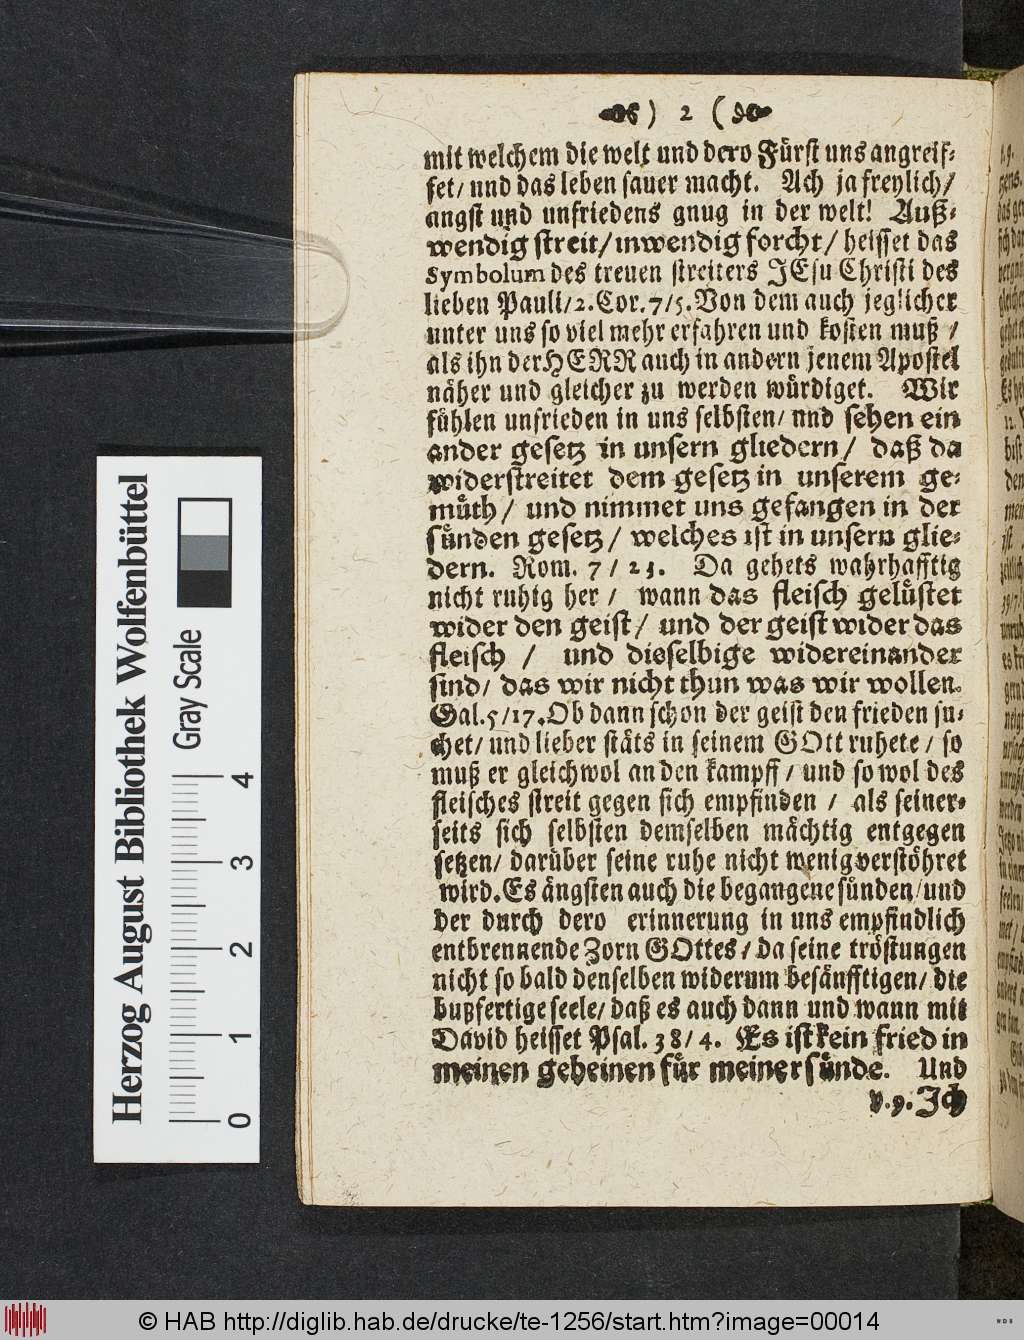 ) 2 (
mit welchem die welt und dero Fürst uns angreif-
fet/ und das leben sauer macht. Ach ja freylich/
angst und unfriedens gnug in der welt! Auß-
wendig streit/ inwendig forcht/ heisset das
Symbolum des treuen streiters JEsu Christi des
lieben Pauli/ 2. Cor. 7/5. Von dem auch jeglicher
unter uns so viel mehr erfahren und kosten muß /
als ihn der HERR auch in andern jenem Apostel
näher und gleicher zu werden würdiget. Wir
fühlen unfrieden in uns selbsten/ und sehen ein
ander gesetz in unsern gliedern/ daß da
widerstreitet dem gesetz in unserem ge-
müth/ und nimmet uns gefangen in der
sünden gesetz/ welches ist in unsern glie-
dern. Rom. 7/ 23. Da gehets warhafftig
nicht ruhig her / wann das fleisch gelüstet
wider den geist/ und der geist wider das
fleisch / und dieselbige widereinander
sind/ das wir nicht thun was wir wollen.
Gal. 5/17. Ob dann schon der geist den frieden su-
chet/ und lieber stäts in seinem GOtt ruhete/ so
muß er gleichwol an den kampff/ und so wol des
fleisches streit gegen sich empfinden / als seiner-
seits sich selbsten demselben mächtig entgegen
setzen/ darüber seine ruhe nicht wenig verstöhret
wird. Es ängsten auch die begangene sünden/ und
der durch dero erinnerung in uns empfindlich
entbrennende Zorn GOttes/ da seine tröstungen
nicht so bald denselben widerum besänfftigen/ die
bußfertige seele/ daß es auch dann und wann mit
David heisset Psal. 38/ 4. Es ist kein fried in
meinen gebeinen für meiner sünde. Und
v. 9. Ich
Herzog August Bibliothek Wolfenbüttel
Gray Scale
0 1 2 3 4
© HAB http://diglib.hab.de/drucke/te-1256/start.htm?image=00014